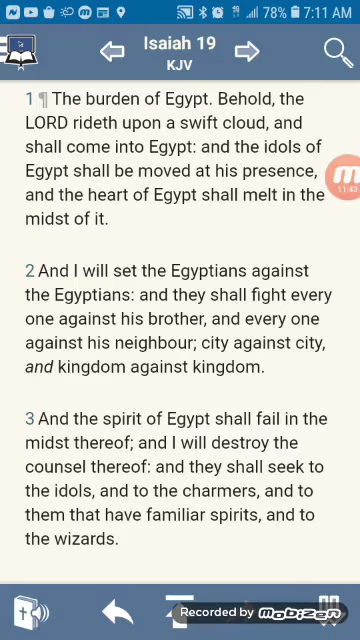 78% 7:11 AM
Isaiah 19
KJV
1 ¶ The burden of Egypt. Behold, the
LORD rideth upon a swift cloud, and
shall come into Egypt: and the idols of
Egypt shall be moved at his presence,
and the heart of Egypt shall melt in the
midst of it.
11:43
2 And I will set the Egyptians against
the Egyptians: and they shall fight every
one against his brother, and every one
against his neighbour; city against city,
and kingdom against kingdom.
3 And the spirit of Egypt shall fail in the
midst thereof; and I will destroy the
counsel thereof: and they shall seek to
the idols, and to the charmers, and to
them that have familiar spirits, and to
the wizards.
Recorded by mobizen